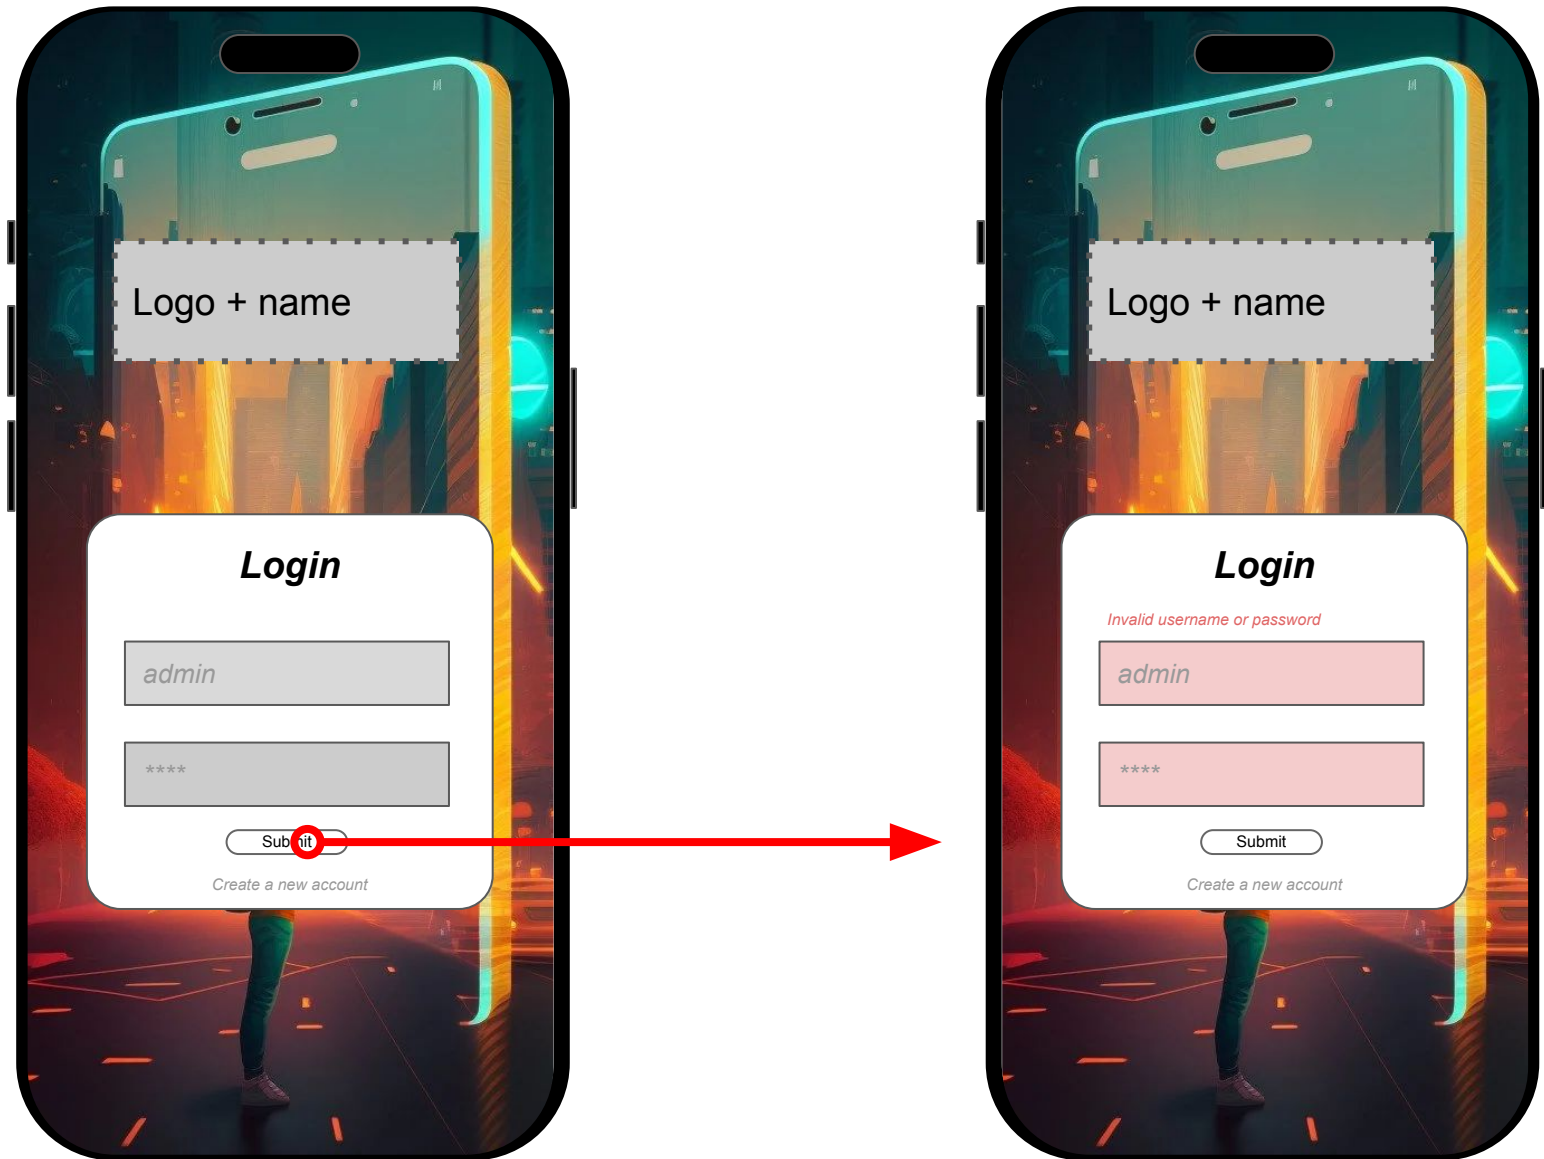 Logo + name
Login
admin
****
Submit
Create a new account
Logo + name
Login
Invalid username or password
admin
****
Submit
Create a new account